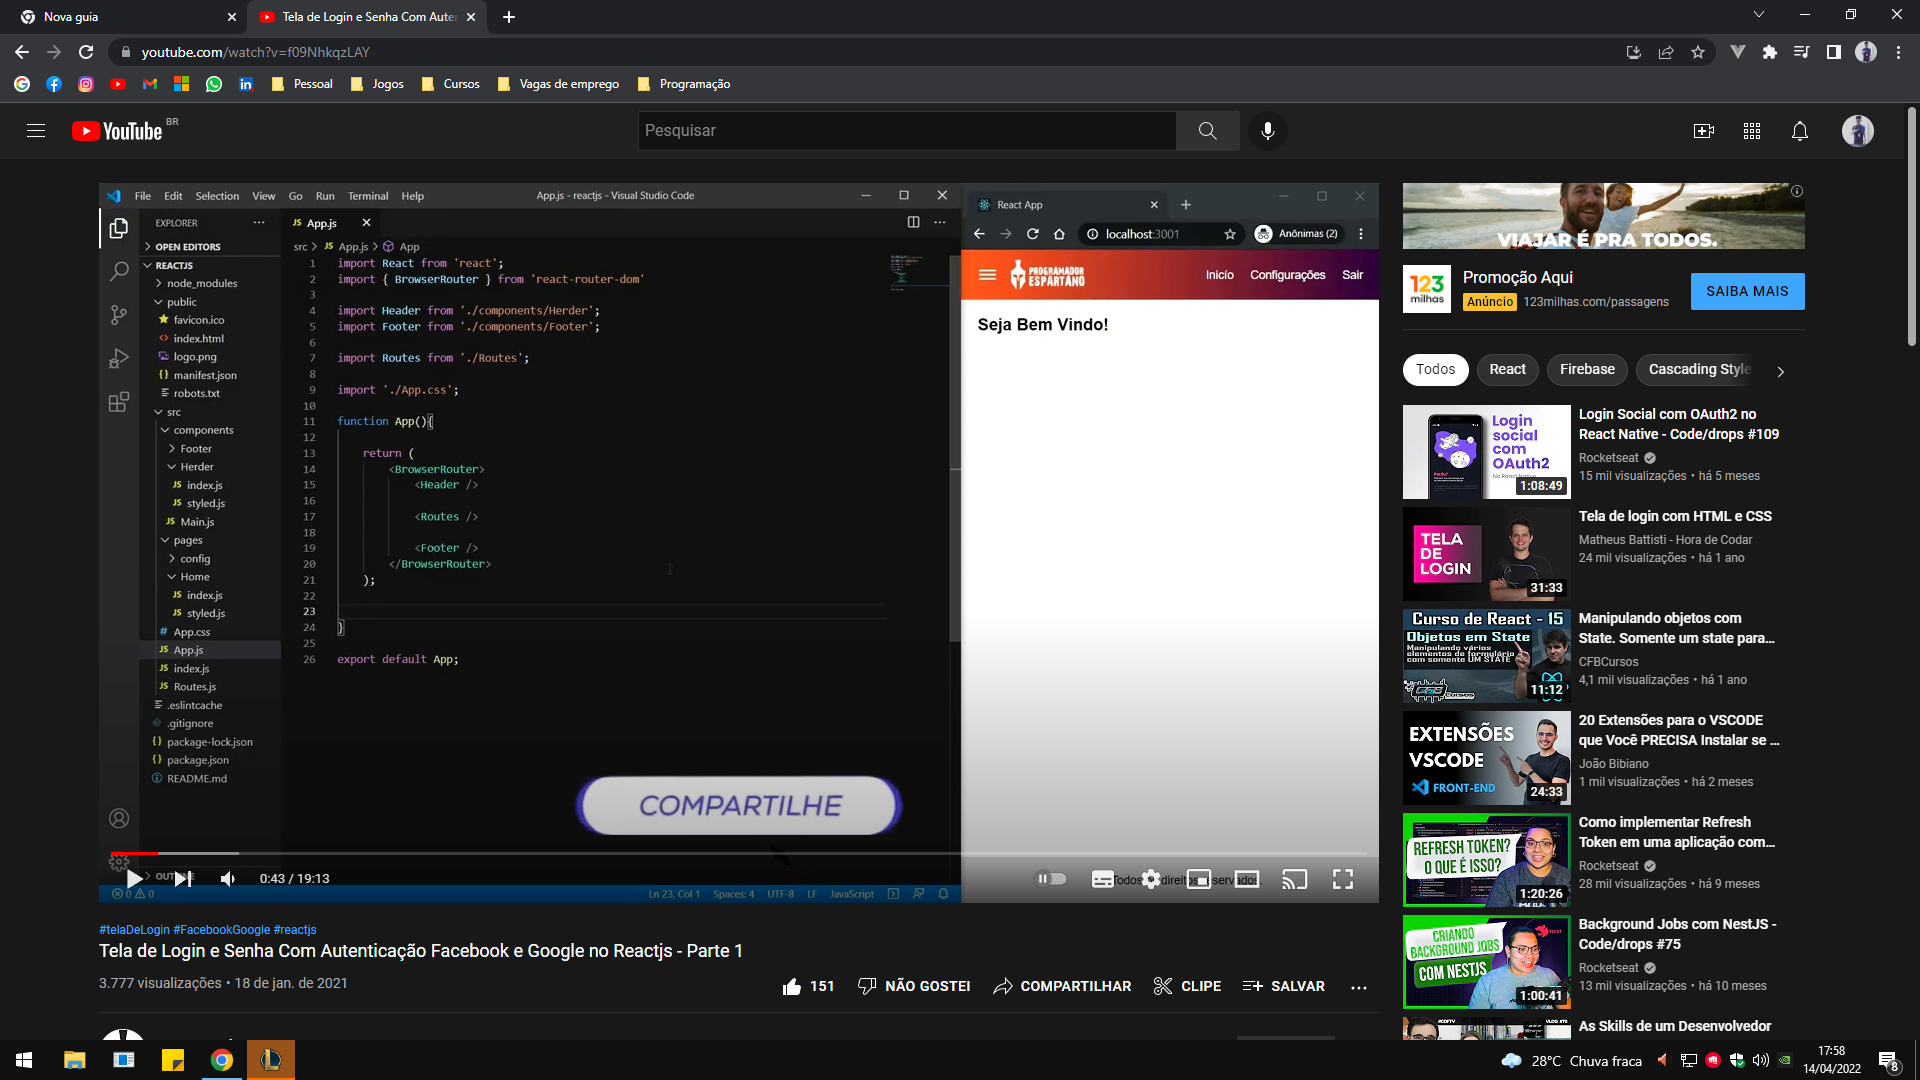 Nova guia
Tela de Login e Senha Com Auter
youtube.com/watch?v=f09NhkqzLAY
Pessoal
Jogos
Cursos
Vagas de emprego
Programação
YouTube BR
Pesquisar
File Edit Selection View Go Run Terminal Help
App.js - reactjs - Visual Studio Code
EXPLORER
OPEN EDITORS
REACTJS
node_modules
public
favicon.ico
index.html
logo.png
manifest.json
robots.txt
src
components
Footer
Herder
index.js
styled.js
Main.js
pages
config
Home
index.js
styled.js
App.css
App.js
index.js
Routes.js
.eslintcache
.gitignore
package-lock.json
package.json
README.md
JS App.js
src > JS App.js > App
1 import React from 'react';
2 import { BrowserRouter } from 'react-router-dom'
3
4 import Header from './components/Herder';
5 import Footer from './components/Footer';
6
7 import Routes from './Routes';
8
9 import './App.css';
10
11 function App(){
12
13 return (
14 <BrowserRouter>
15 <Header />
16
17 <Routes />
18
19 <Footer />
20 </BrowserRouter>
21 );
22
23
24 }
25
26 export default App;
COMPARTILHE
0:43 / 19:13
0 0
Ln 23, Col 1 Spaces: 4 UTF-8 LF JavaScript
React App
localhost:3001
Anônimas (2)
PROGRAMADOR
ESPARTANO
Inicío Configurações Sair
Seja Bem Vindo!
#telaDeLogin #FacebookGoogle #reactjs
Tela de Login e Senha Com Autenticação Facebook e Google no Reactjs - Parte 1
3.777 visualizações • 18 de jan. de 2021
151 NÃO GOSTEI COMPARTILHAR CLIPE SALVAR
VIAJAR É PRA TODOS.
123
milhas
Promoção Aqui
Anúncio 123milhas.com/passagens
SAIBA MAIS
Todos React Firebase Cascading Style
Login
social
com
OAuth2
1:08:49
Login Social com OAuth2 no
React Native - Code/drops #109
Rocketseat
15 mil visualizações • há 5 meses
TELA
DE
LOGIN
31:33
Tela de login com HTML e CSS
Matheus Battisti - Hora de Codar
24 mil visualizações • há 1 ano
Curso de React - 15
Objetos em State
Manipulando vários
elementos de formulário
com somente UM STATE
11:12
Manipulando objetos com
State. Somente um state para...
CFBCursos
4,1 mil visualizações • há 1 ano
EXTENSÕES
VSCODE
FRONT-END
24:33
20 Extensões para o VSCODE
que Você PRECISA Instalar se ...
João Bibiano
1 mil visualizações • há 2 meses
REFRESH TOKEN?
O QUE É ISSO?
1:20:26
Como implementar Refresh
Token em uma aplicação com...
Rocketseat
28 mil visualizações • há 9 meses
CRIANDO
BACKGROUND JOBS
COM NESTJS
1:00:41
Background Jobs com NestJS -
Code/drops #75
Rocketseat
13 mil visualizações • há 10 meses
As Skills de um Desenvolvedor
28°C Chuva fraca
17:58
14/04/2022
8